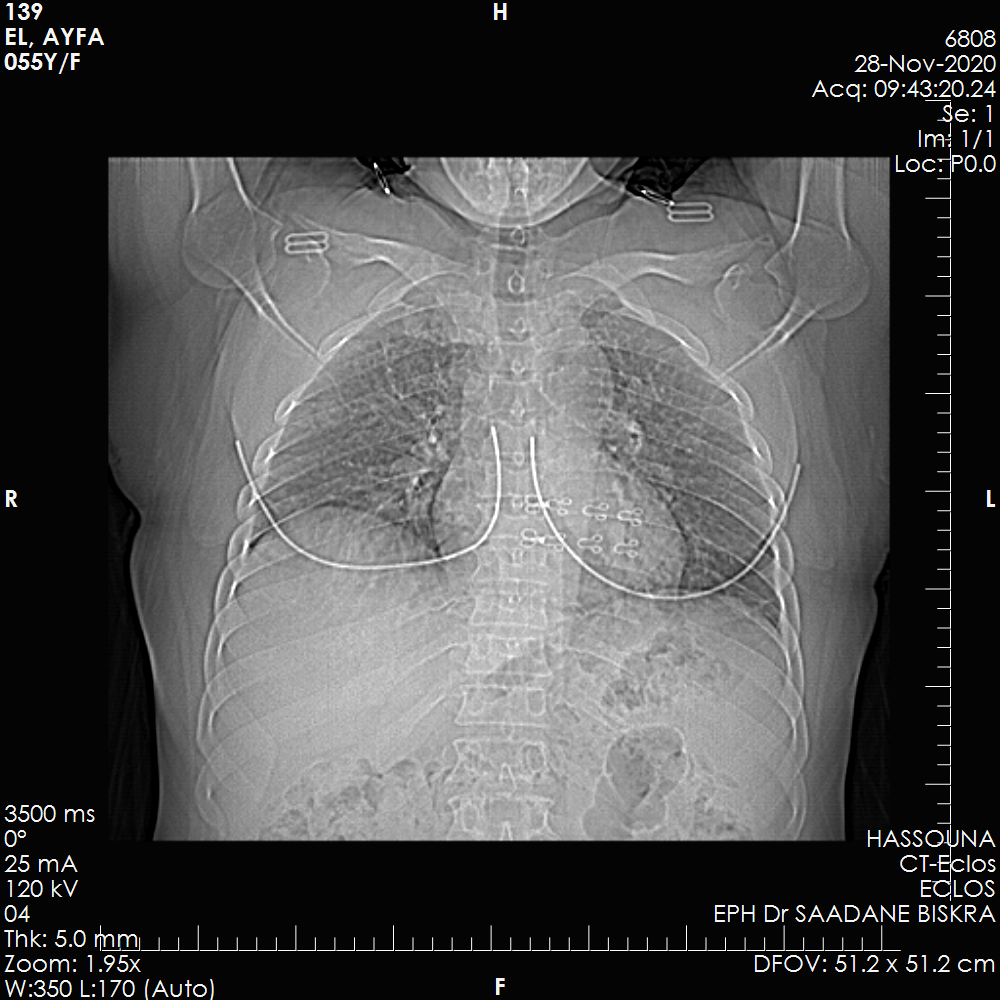 139
EL, AYFA
055Y/F
H
6808
28-Nov-2020
Acq: 09:43:20.24
Se: 1
Im: 1/1
Loc: P0.0
R
L
3500 ms
0°
25 mA
120 kV
04
Thk: 5.0 mm
Zoom: 1.95x
W:350 L:170 (Auto)
F
HASSOUNA
CT-Eclos
ECLOS
EPH Dr SAADANE BISKRA
DFOV: 51.2 x 51.2 cm